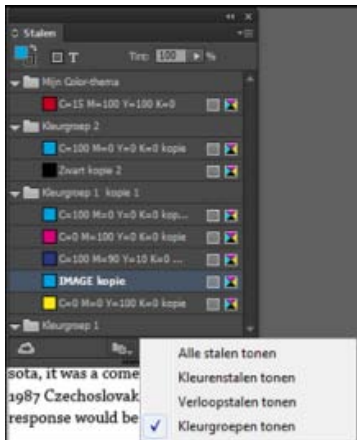 Stalen
T Tint: 100 %
Mijn Color-thema
C=15 M=100 Y=100 K=0
Kleurgroep 2
C=100 M=0 Y=0 K=0 kopie
Zwart kopie 2
Kleurgroep 1 kopie 1
C=100 M=0 Y=0 K=0 kop...
C=0 M=100 Y=0 K=0 kopie
C=100 M=90 Y=10 K=0 ...
IMAGE kopie
C=0 M=0 Y=100 K=0 kopie
Kleurgroep 1
Alle stalen tonen
Kleurenstalen tonen
Verloopstalen tonen
Kleurgroepen tonen
sota, it was a come
1987 Czechoslovak
response would be